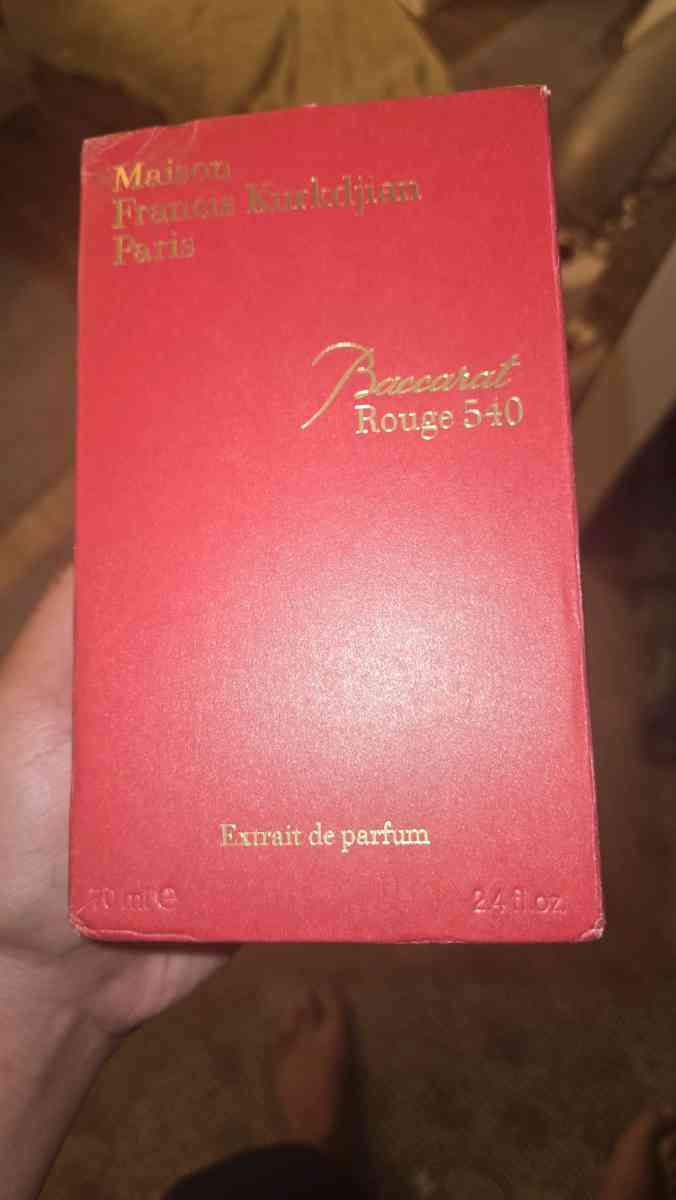 Maison
Francis Kurkdjian
Paris
Baccarat
Rouge 540
Extrait de parfum
70 ml e 2.4 fl oz.